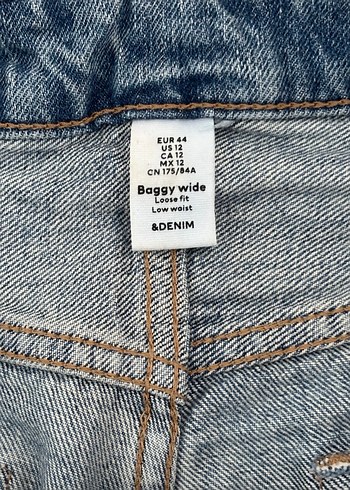 EUR 44
US 12
CA 12
MX 12
CN 175/84A
Baggy wide
Loose fit
Low waist
&DENIM